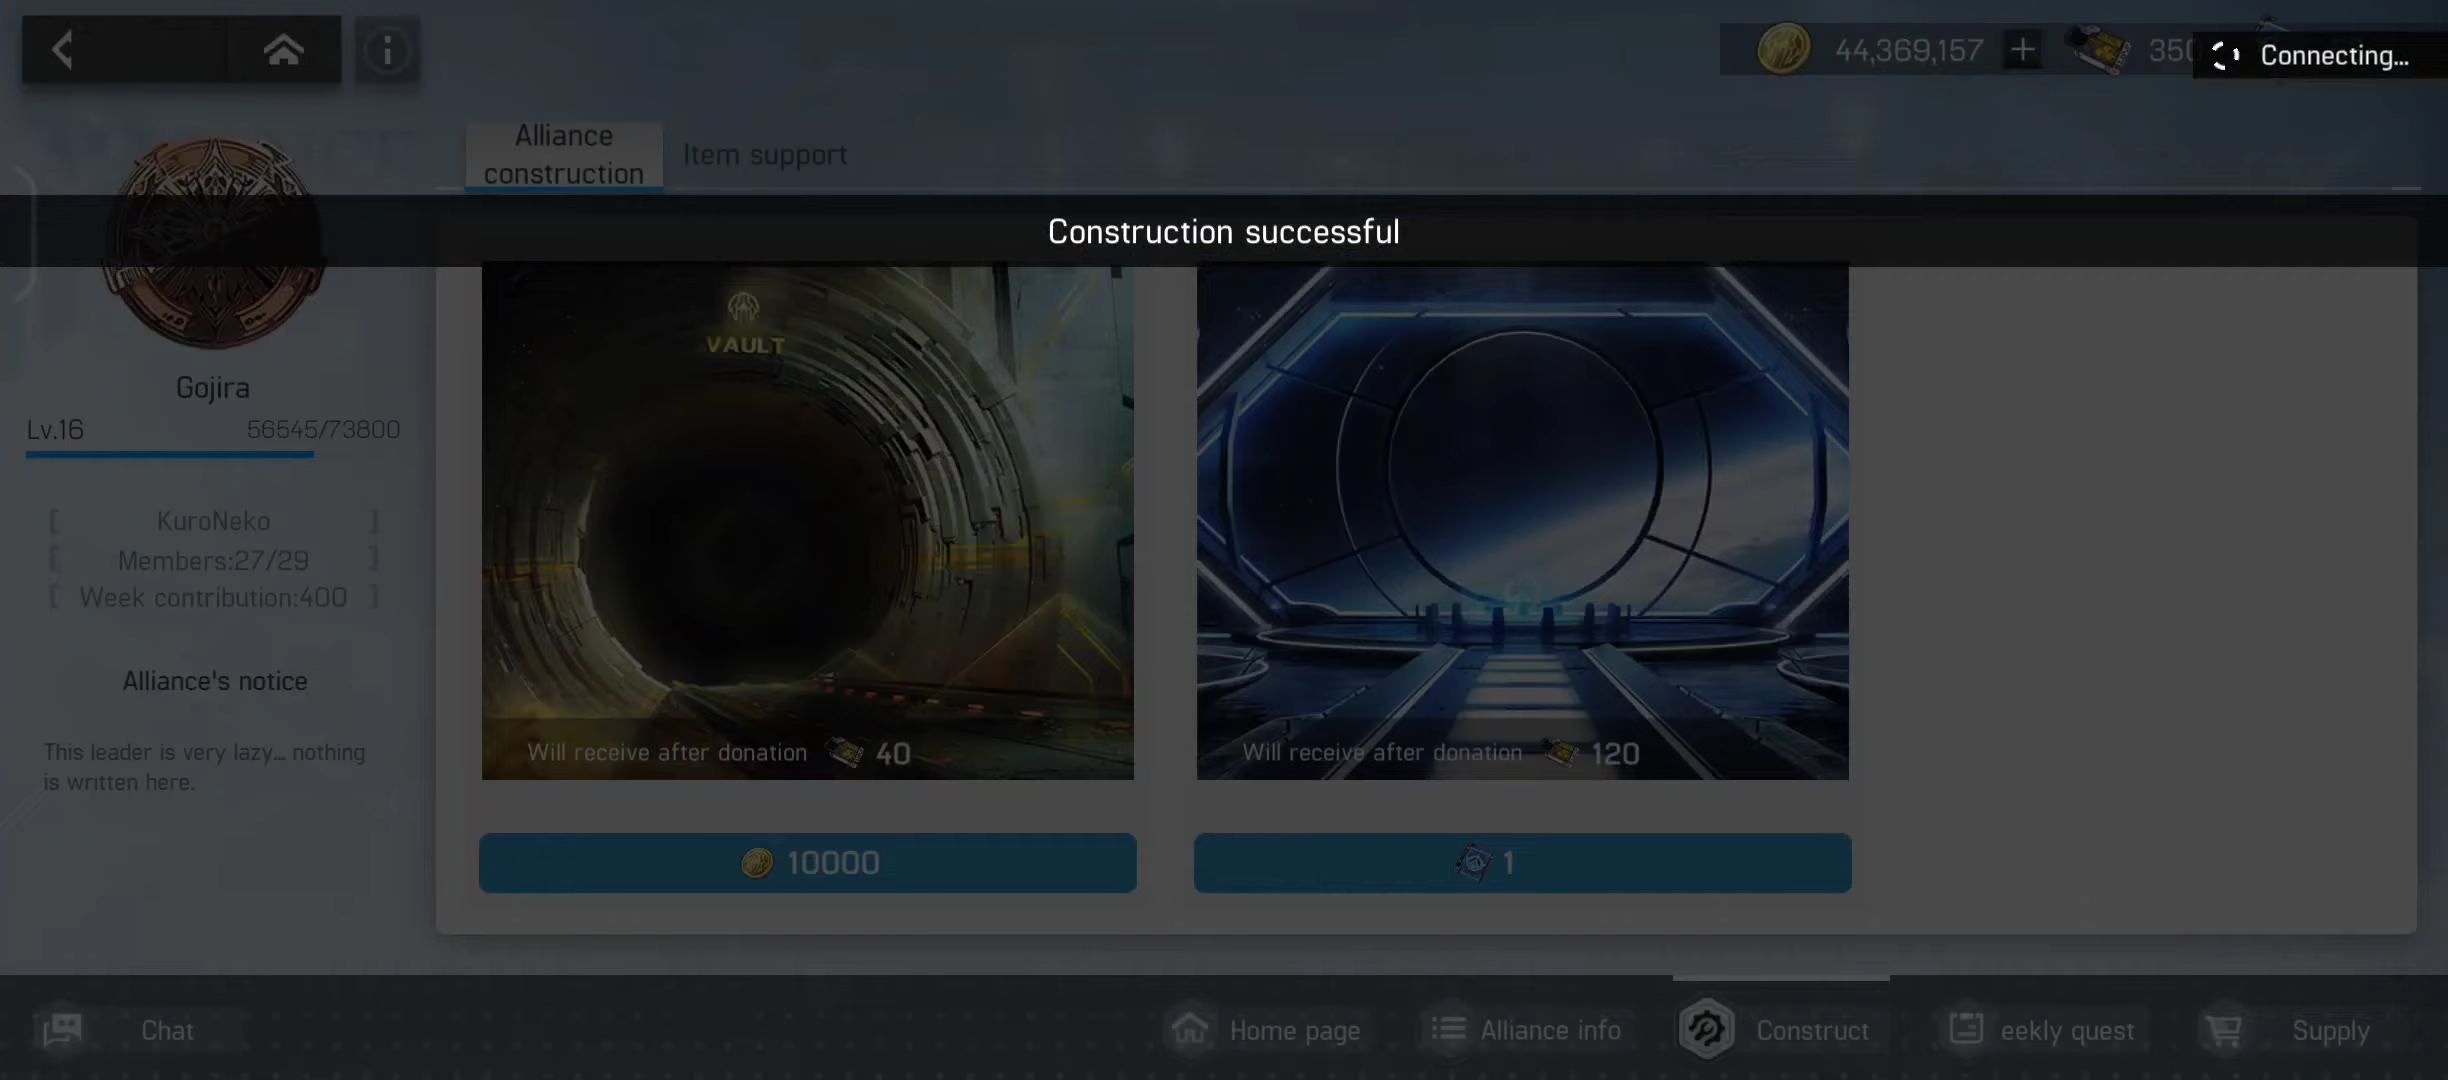 44,369,157
350
Connecting...
Alliance
construction
Item support
Construction successful
VAULT
Gojira
Lv.16
56545/73800
[ KuroNeko ]
[ Members:27/29 ]
[ Week contribution:400 ]
Alliance's notice
This leader is very lazy... nothing
is written here.
Will receive after donation 40
Will receive after donation 120
10000
1
Chat
Home page
Alliance info
Construct
eekly quest
Supply